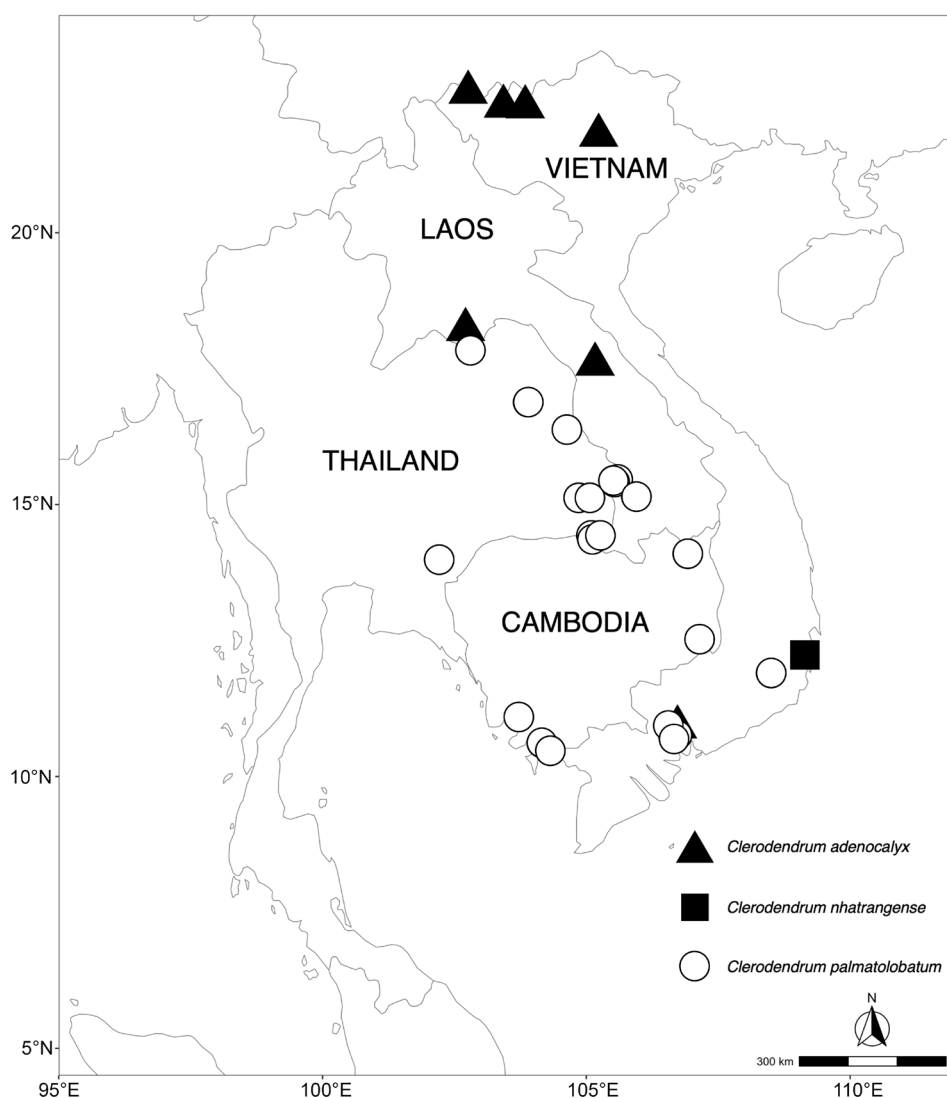 VIETNAM
LAOS
20°N
THAILAND
15°N
CAMBODIA
10°N
Clerodendrum adenocalyx
Clerodendrum nhatrangense
Clerodendrum palmatolobatum
N
5°N
300 km
95°E 100°E 105°E 110°E